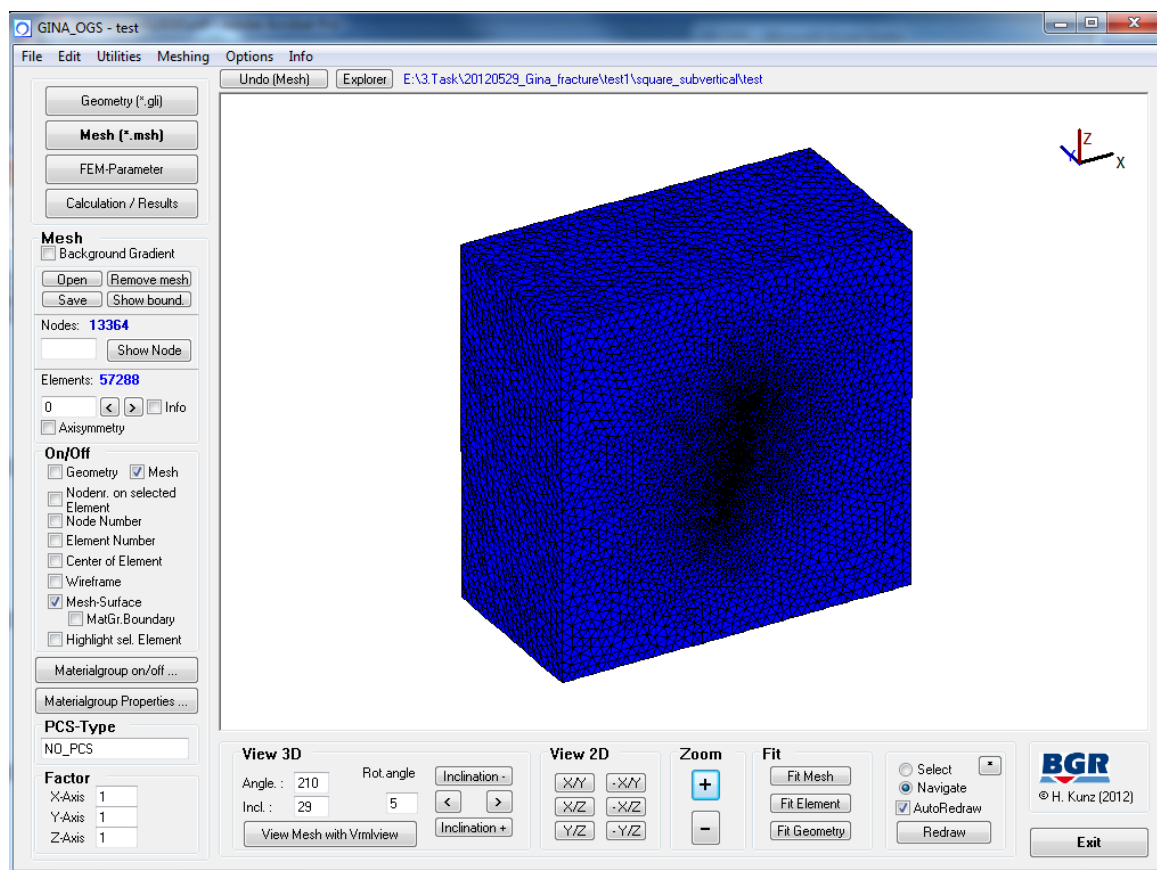 GINA_OGS - test
File Edit Utilities Meshing Options Info
Undo (Mesh) Explorer E:\3.Task\20120529_Gina_fracture\test1\square_subvertical\test
Geometry (*.gli)
Mesh (*.msh)
FEM-Parameter
Calculation / Results
Mesh
Background Gradient
Open Remove mesh
Save Show bound.
Nodes: 13364
Show Node
Elements: 57288
0 < > Info
Axisymmetry
On/Off
Geometry Mesh
Nodenr. on selected
Element
Node Number
Element Number
Center of Element
Wireframe
Mesh-Surface
MatGr.Boundary
Highlight sel. Element
Materialgroup on/off ...
Materialgroup Properties ...
PCS-Type
NO_PCS
Factor
X-Axis 1
Y-Axis 1
Z-Axis 1
Z
Y
X
View 3D
Angle.: 210
Incl.: 29
Rot.angle
5
Inclination -
< >
Inclination +
View Mesh with Vrmlview
View 2D
X/Y -X/Y
X/Z -X/Z
Y/Z -Y/Z
Zoom
+
-
Fit
Fit Mesh
Fit Element
Fit Geometry
Select *
Navigate
AutoRedraw
Redraw
BGR
© H. Kunz (2012)
Exit